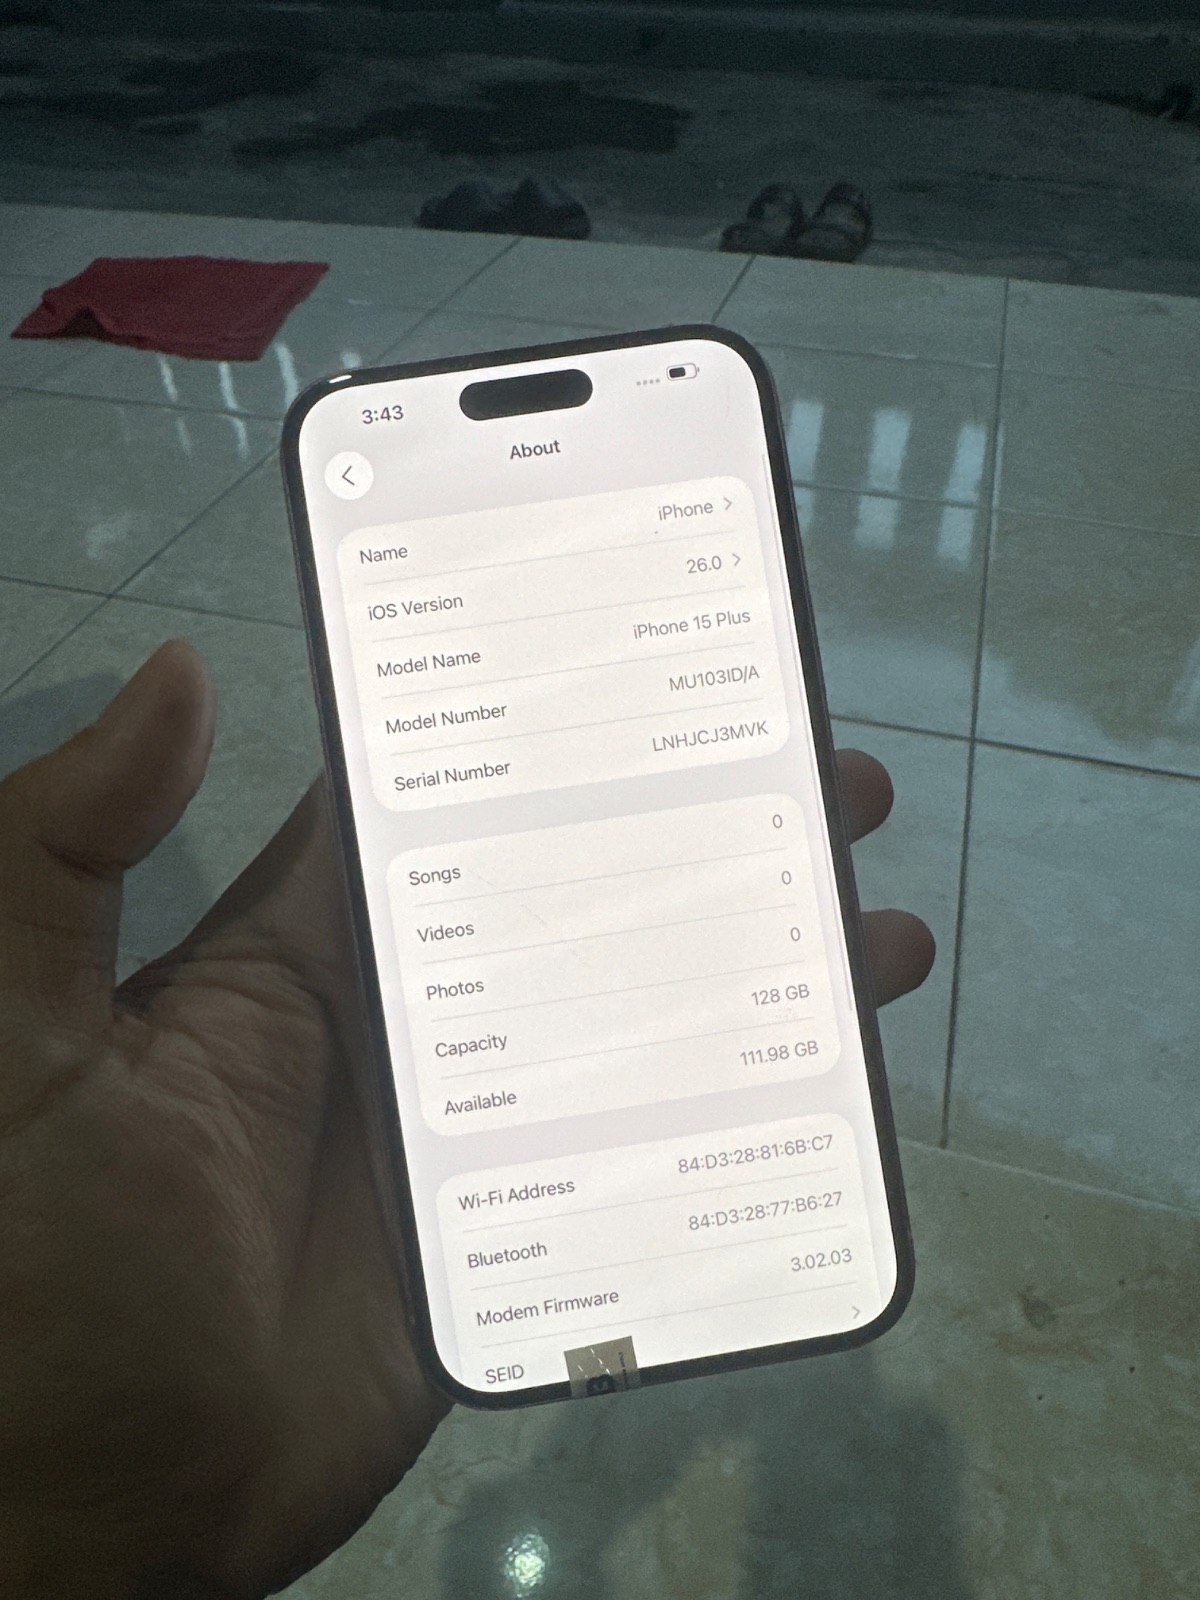 3:43
About
Name iPhone
iOS Version 26.0
Model Name iPhone 15 Plus
Model Number MU103ID/A
Serial Number LNHJCJ3MVK
Songs 0
Videos 0
Photos 0
Capacity 128 GB
Available 111.98 GB
Wi-Fi Address 84:D3:28:81:6B:C7
Bluetooth 84:D3:28:77:B6:27
Modem Firmware 3.02.03
SEID